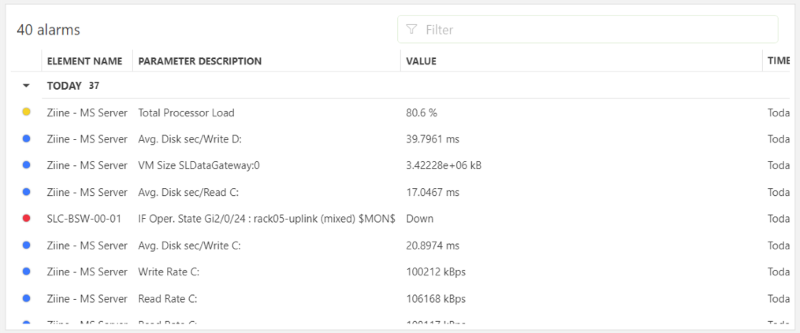 40 alarms
Filter
ELEMENT NAME PARAMETER DESCRIPTION VALUE TIME
TODAY 37
Ziine - MS Server Total Processor Load 80.6 % Toda
Ziine - MS Server Avg. Disk sec/Write D: 39.7961 ms Toda
Ziine - MS Server VM Size SLDataGateway:0 3.42228e+06 kB Toda
Ziine - MS Server Avg. Disk sec/Read C: 17.0467 ms Toda
SLC-BSW-00-01 IF Oper. State Gi2/0/24 : rack05-uplink (mixed) $MON$ Down Toda
Ziine - MS Server Avg. Disk sec/Write C: 20.8974 ms Toda
Ziine - MS Server Write Rate C: 100212 kBps Toda
Ziine - MS Server Read Rate C: 106168 kBps Toda